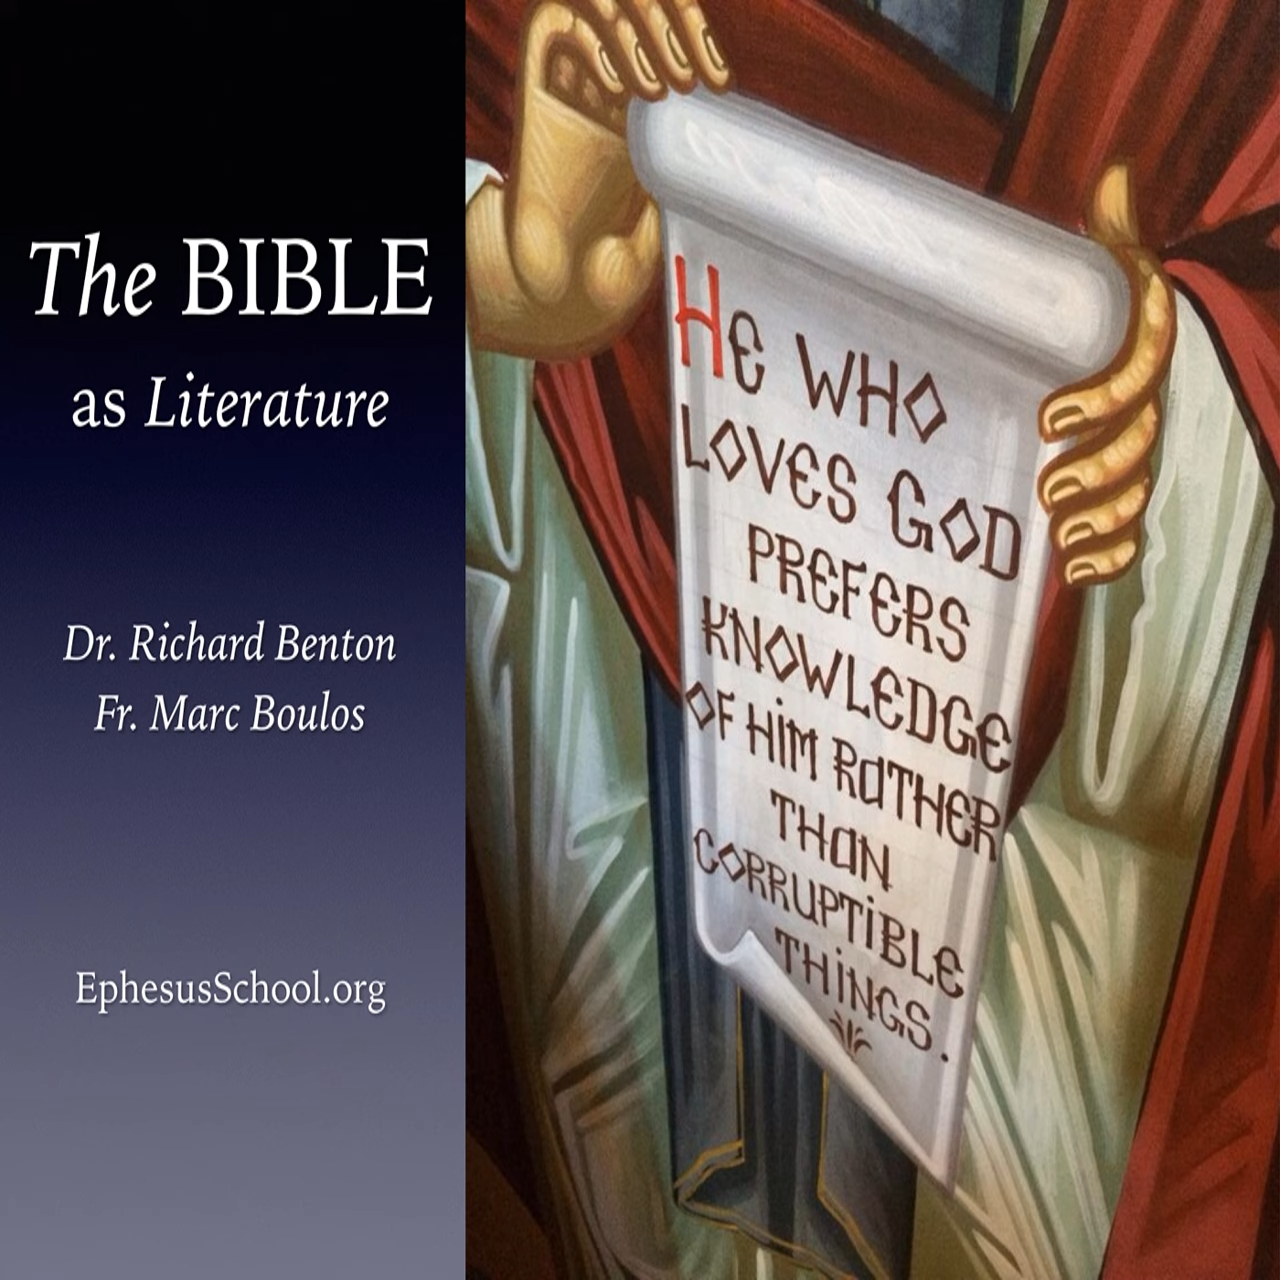 The BIBLE
as Literature
Dr. Richard Benton
Fr. Marc Boulos
EphesusSchool.org
HE WHO
LOVES GOD
PREFERS
KNOWLEDGE
OF HIM RATHER
THAN
CORRUPTIBLE
THINGS.